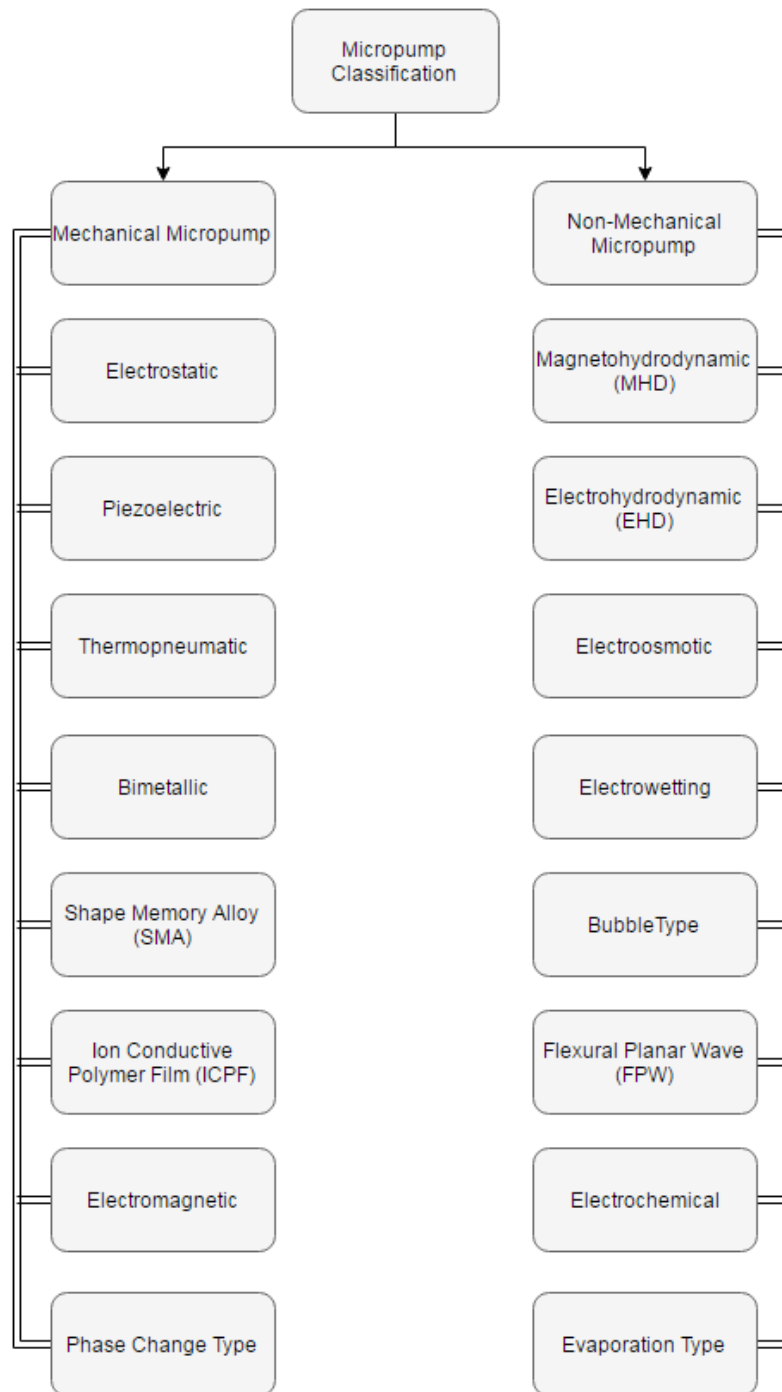 Micropump
Classification
Mechanical Micropump
Non-Mechanical
Micropump
Electrostatic
Magnetohydrodynamic
(MHD)
Piezoelectric
Electrohydrodynamic
(EHD)
Thermopneumatic
Electroosmotic
Bimetallic
Electrowetting
Shape Memory Alloy
(SMA)
BubbleType
Ion Conductive
Polymer Film (ICPF)
Flexural Planar Wave
(FPW)
Electromagnetic
Electrochemical
Phase Change Type
Evaporation Type